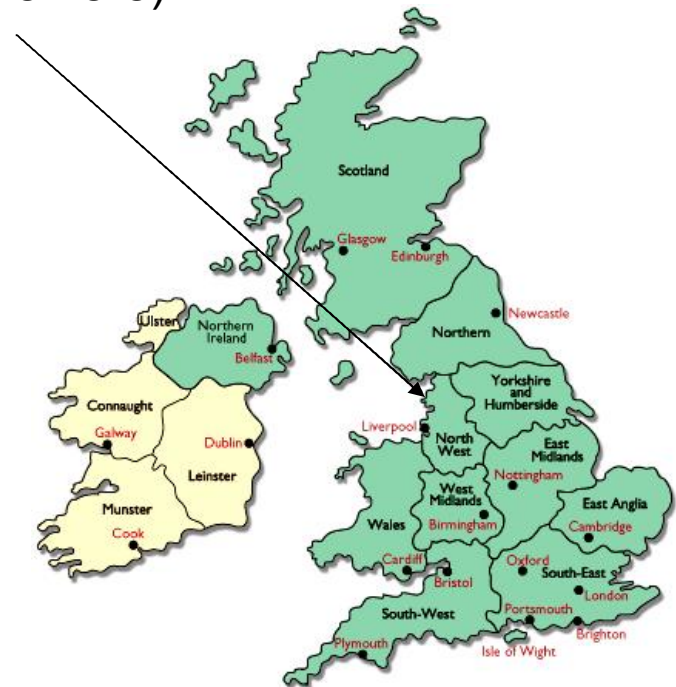 Scotland
Glasgow
Edinburgh
Newcastle
Ulster
Northern
Ireland
Belfast
Northern
Yorkshire
and
Humberside
Connaught
Galway
Dublin
Leinster
Liverpool
North
West
East
Midlands
Nottingham
West
Midlands
Birmingham
East Anglia
Cambridge
Munster
Cook
Wales
Cardiff
Bristol
Oxford
South-East
London
South-West
Portsmouth
Brighton
Isle of Wight
Plymouth